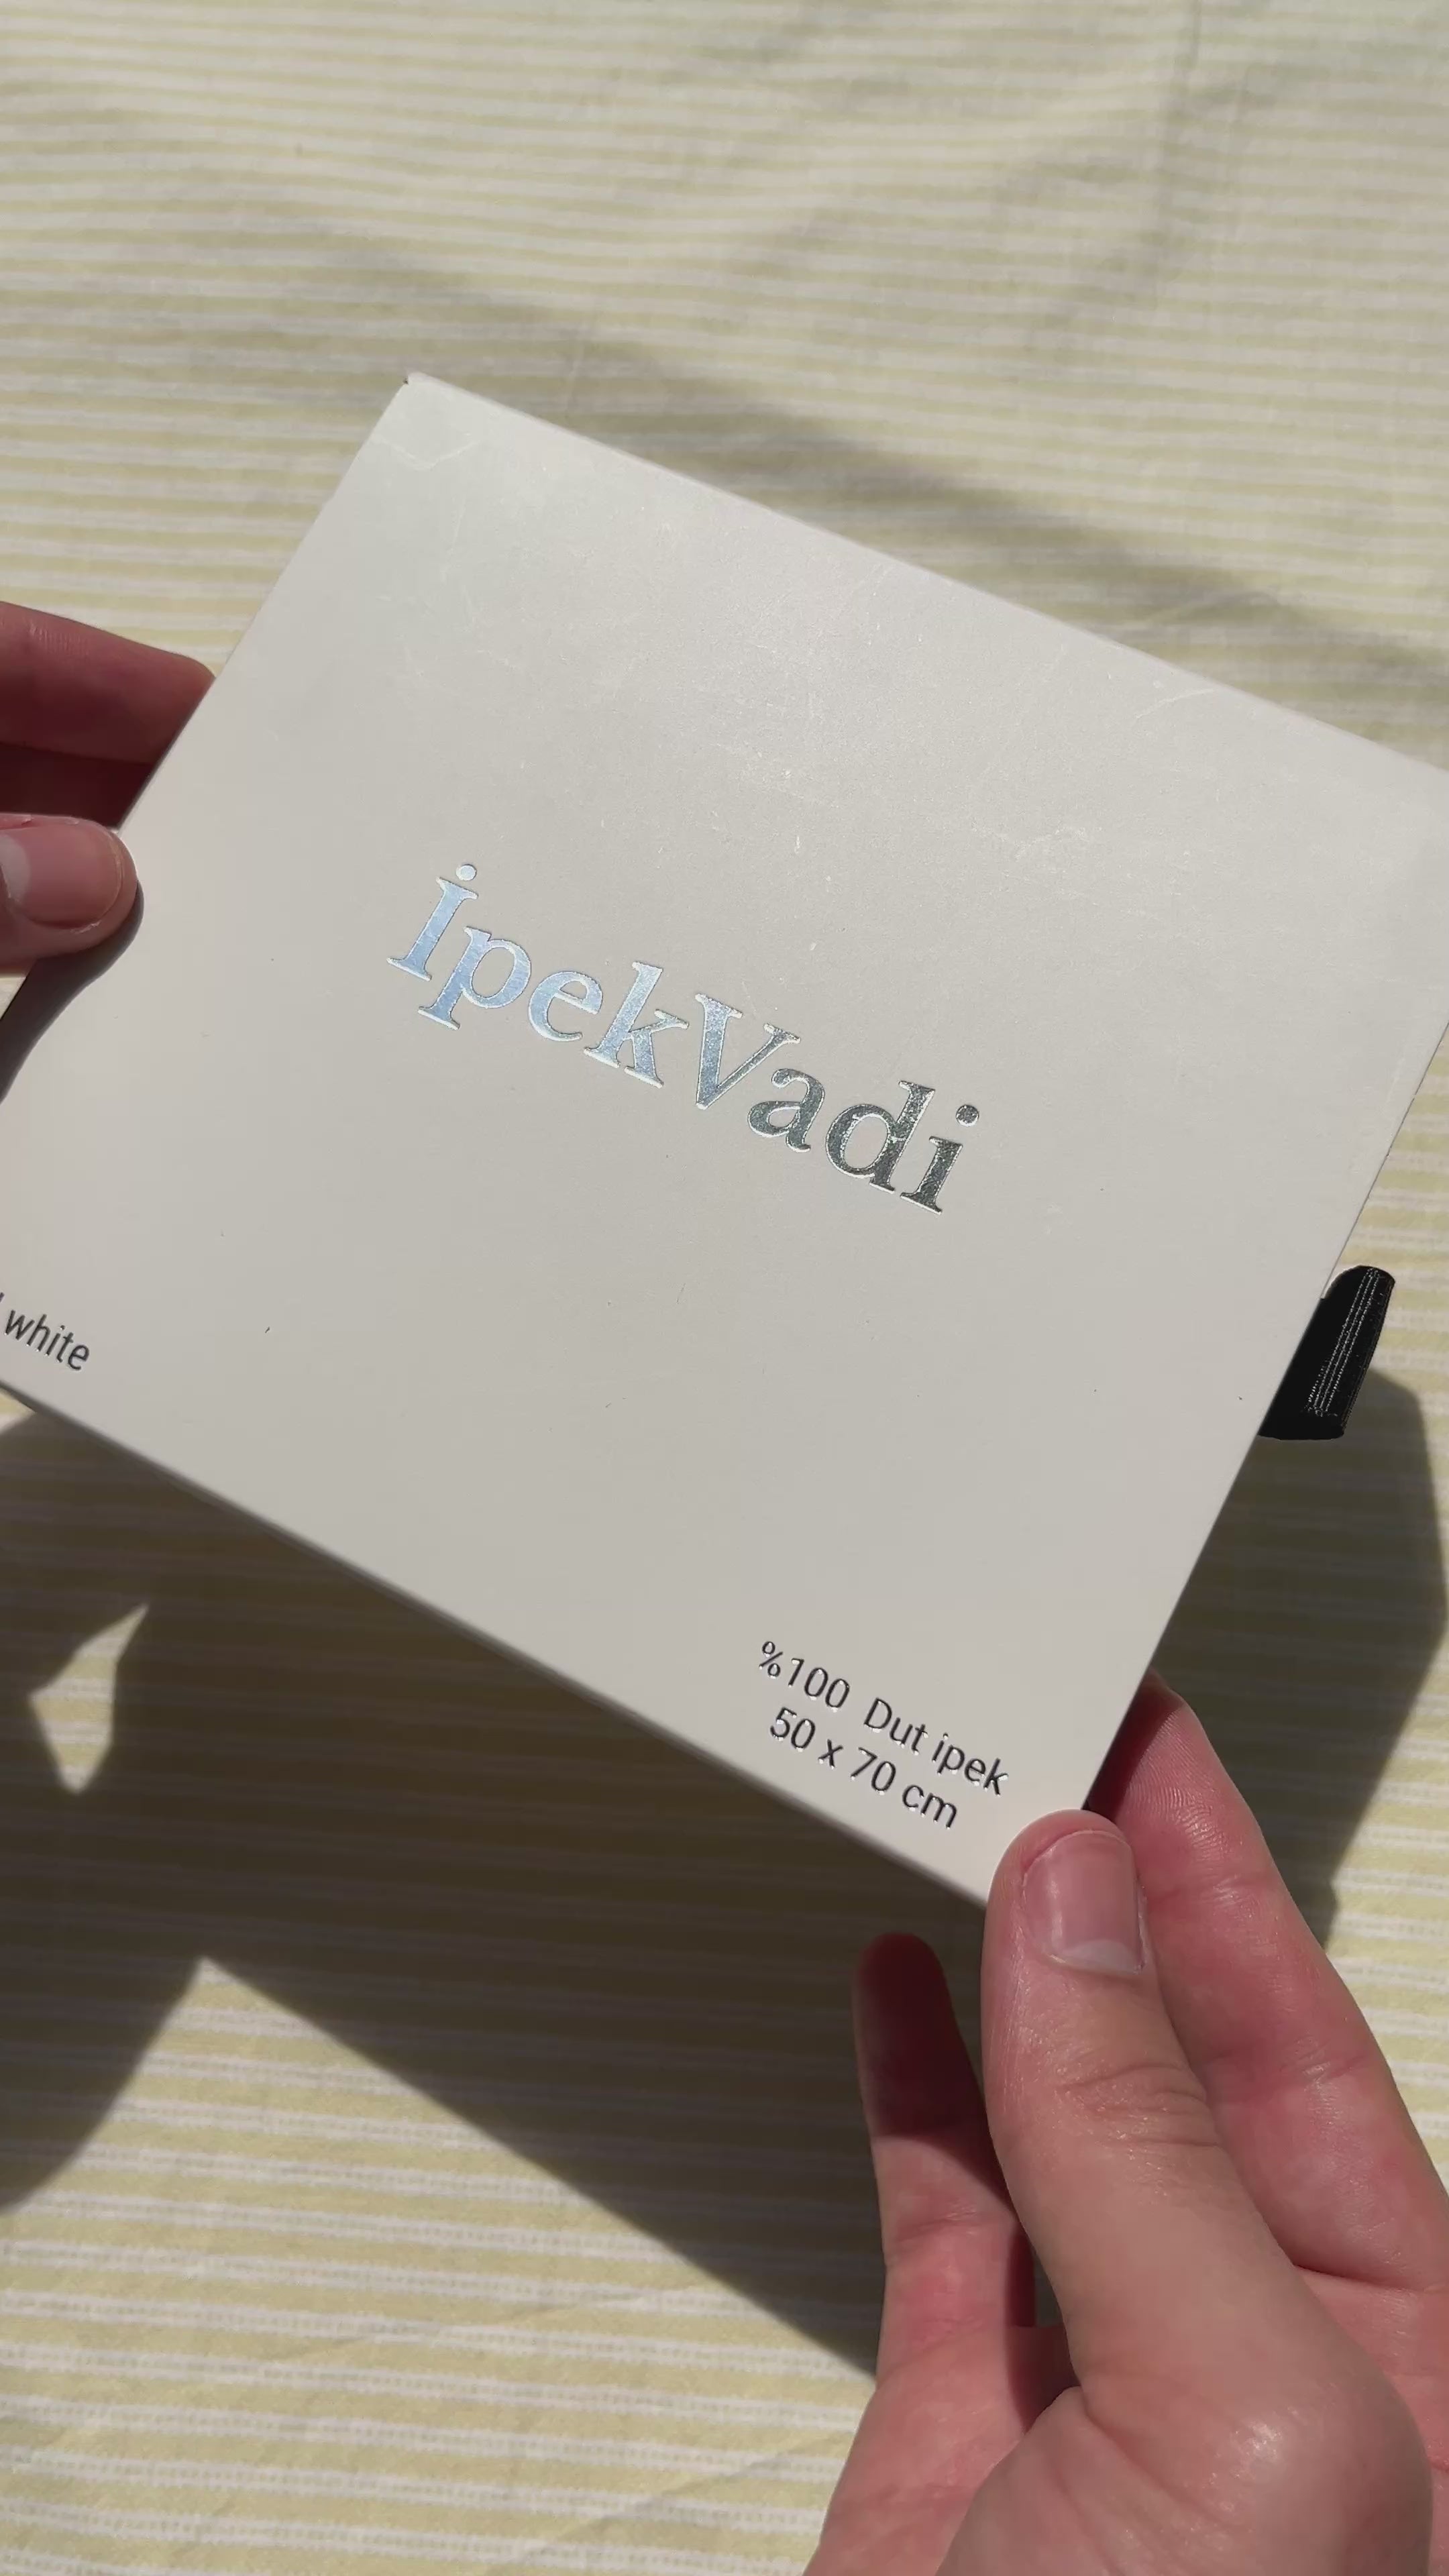 İpekVadi
white
%100 Dut ipek
50 x 70 cm